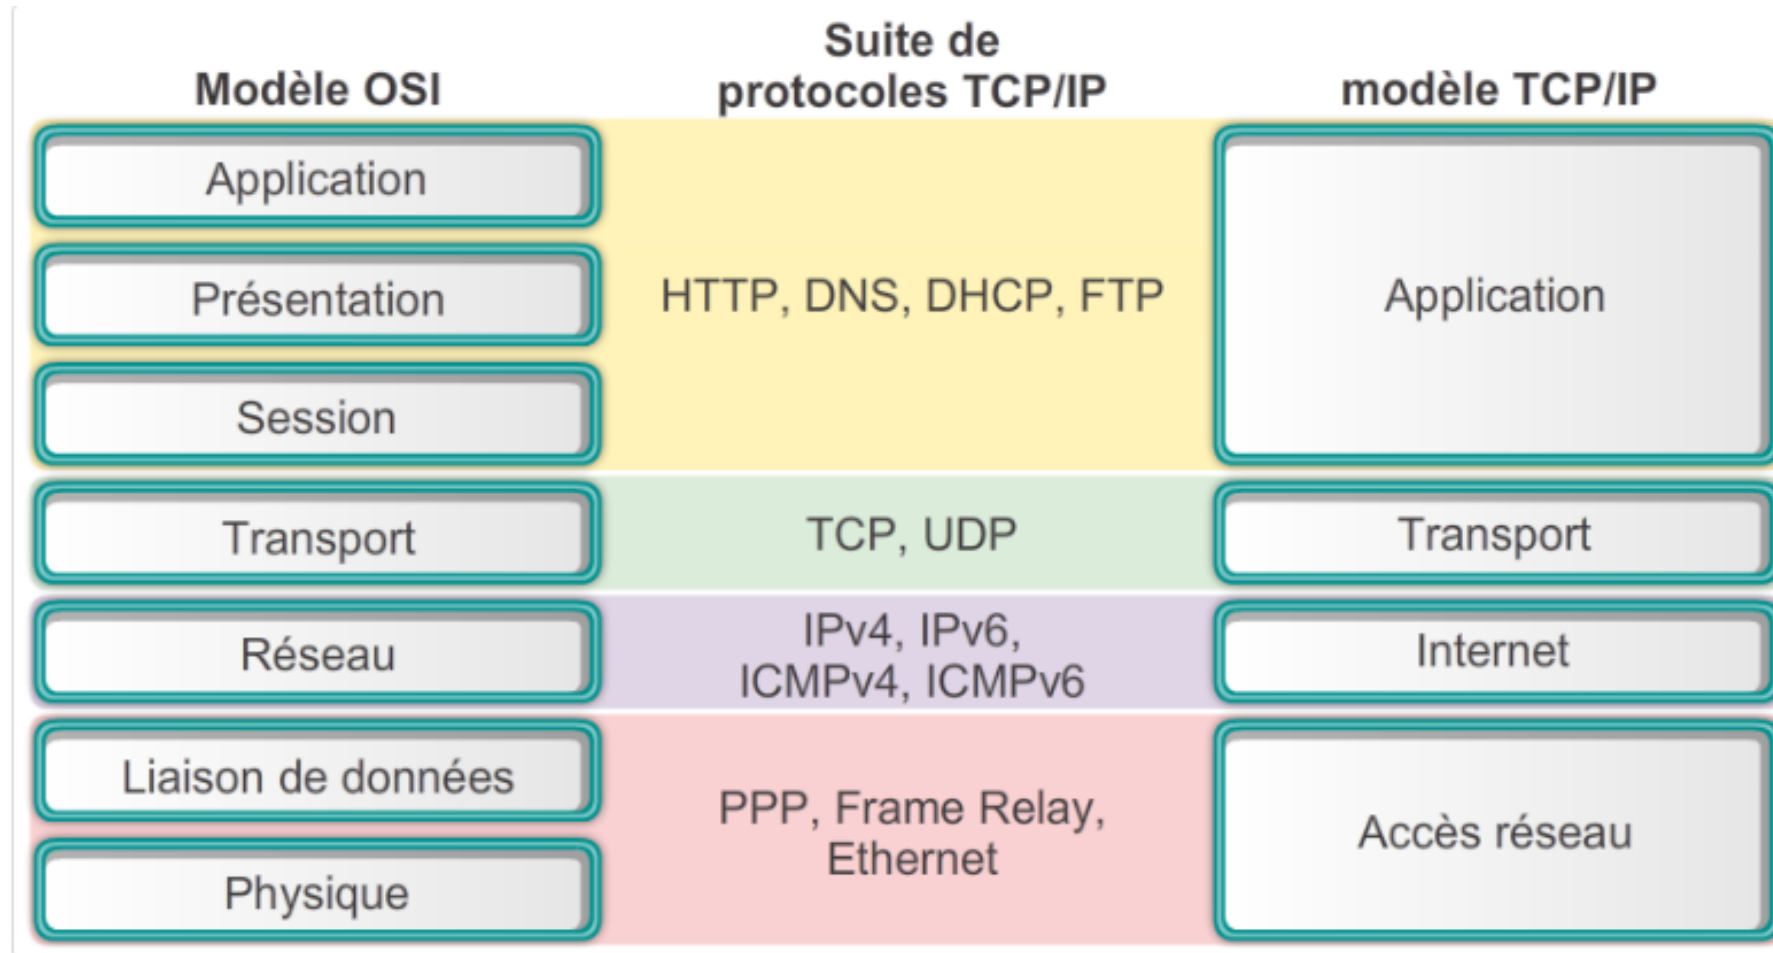 Modèle OSI
Suite de
protocoles TCP/IP
modèle TCP/IP
Application
Présentation
Session
HTTP, DNS, DHCP, FTP
Application
Transport
TCP, UDP
Transport
Réseau
IPv4, IPv6,
ICMPv4, ICMPv6
Internet
Liaison de données
Physique
PPP, Frame Relay,
Ethernet
Accès réseau